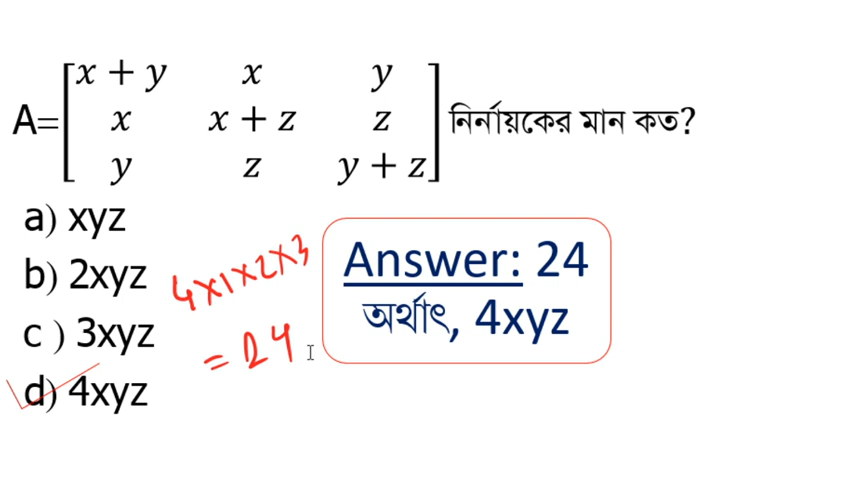 x + y x y
A= x x + z z নির্নায়কের মান কত?
y z y + z
a) xyz
b) 2xyz
c ) 3xyz
d) 4xyz
4×1×2×3
= 24
Answer: 24
অর্থাৎ, 4xyz